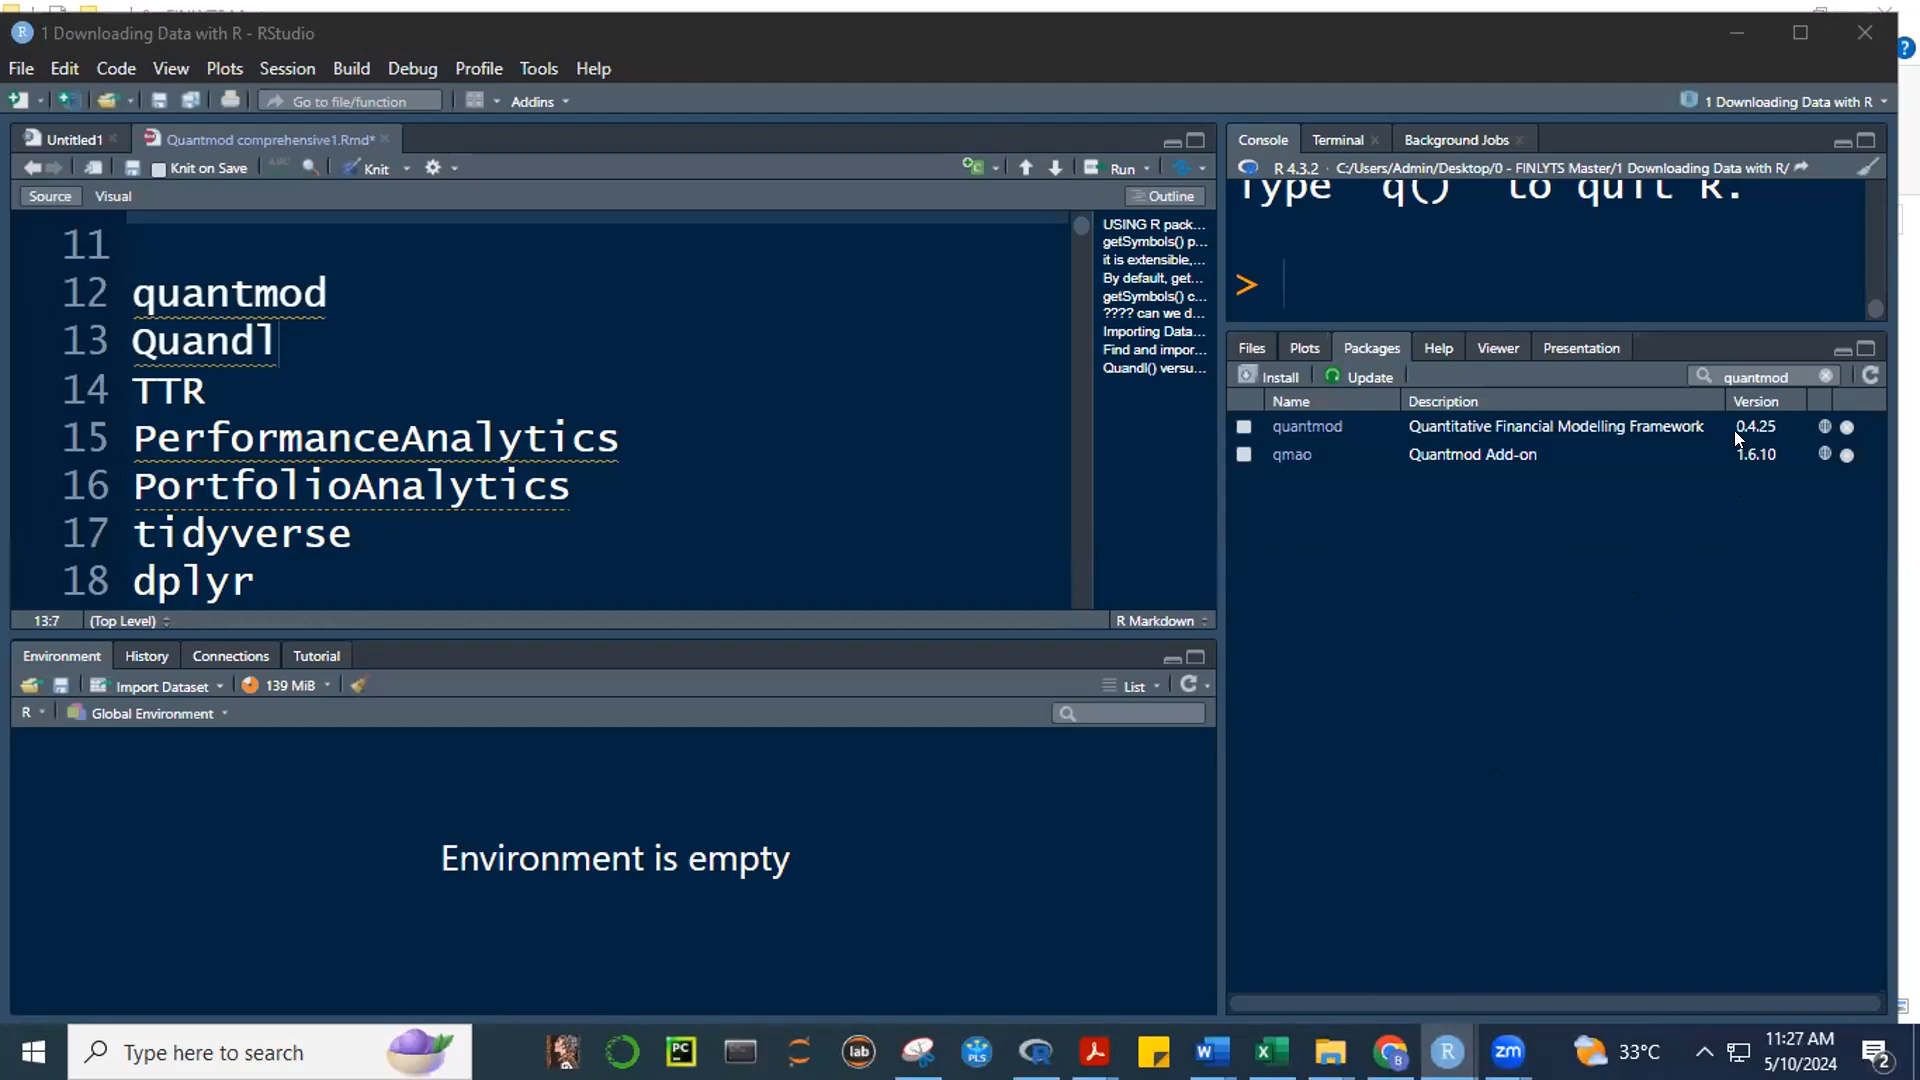 1 Downloading Data with R - RStudio
File Edit Code View Plots Session Build Debug Profile Tools Help
Go to file/function Addins 1 Downloading Data with R
Untitled1 Quantmod comprehensive1.Rmd*
Knit on Save Knit Run
Source Visual Outline
11
12 quantmod
13 Quandl
14 TTR
15 PerformanceAnalytics
16 PortfolioAnalytics
17 tidyverse
18 dplyr
USING R pack...
getSymbols() p...
it is extensible,...
By default, get...
getSymbols() c...
???? can we d...
Importing Data...
Find and impor...
Quandl() versu...
13:7 (Top Level) R Markdown
Console Terminal Background Jobs
R 4.3.2 · C:/Users/Admin/Desktop/0 - FINLYTS Master/1 Downloading Data with R/
Type 'q()' to quit R.
>
Files Plots Packages Help Viewer Presentation
Install Update quantmod
Name Description Version
quantmod Quantitative Financial Modelling Framework 0.4.25
qmao Quantmod Add-on 1.6.10
Environment History Connections Tutorial
Import Dataset 139 MiB List
R Global Environment
Environment is empty
Type here to search
PC
lab
PLS
zm
33°C
11:27 AM
5/10/2024
2